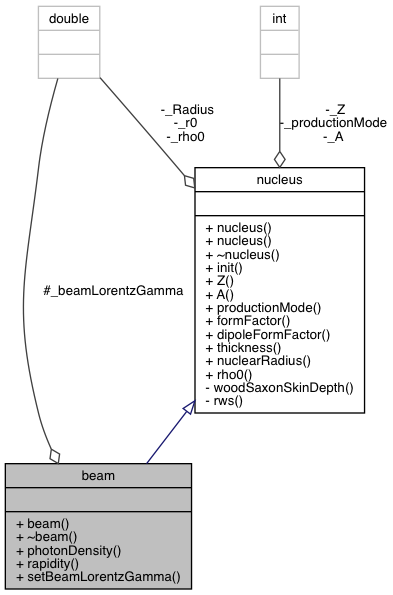 double
int
-_Radius
-_r0
-_rho0
-_Z
-_productionMode
-_A
nucleus
+ nucleus()
+ nucleus()
+ ~nucleus()
+ init()
+ Z()
+ A()
+ productionMode()
+ formFactor()
+ dipoleFormFactor()
+ thickness()
+ nuclearRadius()
+ rho0()
- woodSaxonSkinDepth()
- rws()
#_beamLorentzGamma
beam
+ beam()
+ ~beam()
+ photonDensity()
+ rapidity()
+ setBeamLorentzGamma()